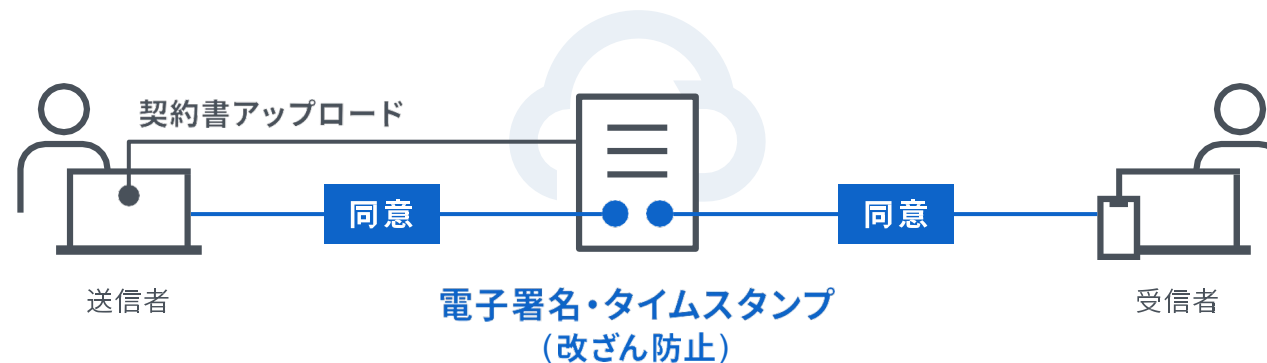 契約書アップロード
同意
同意
送信者
電子署名・タイムスタンプ
(改ざん防止)
受信者